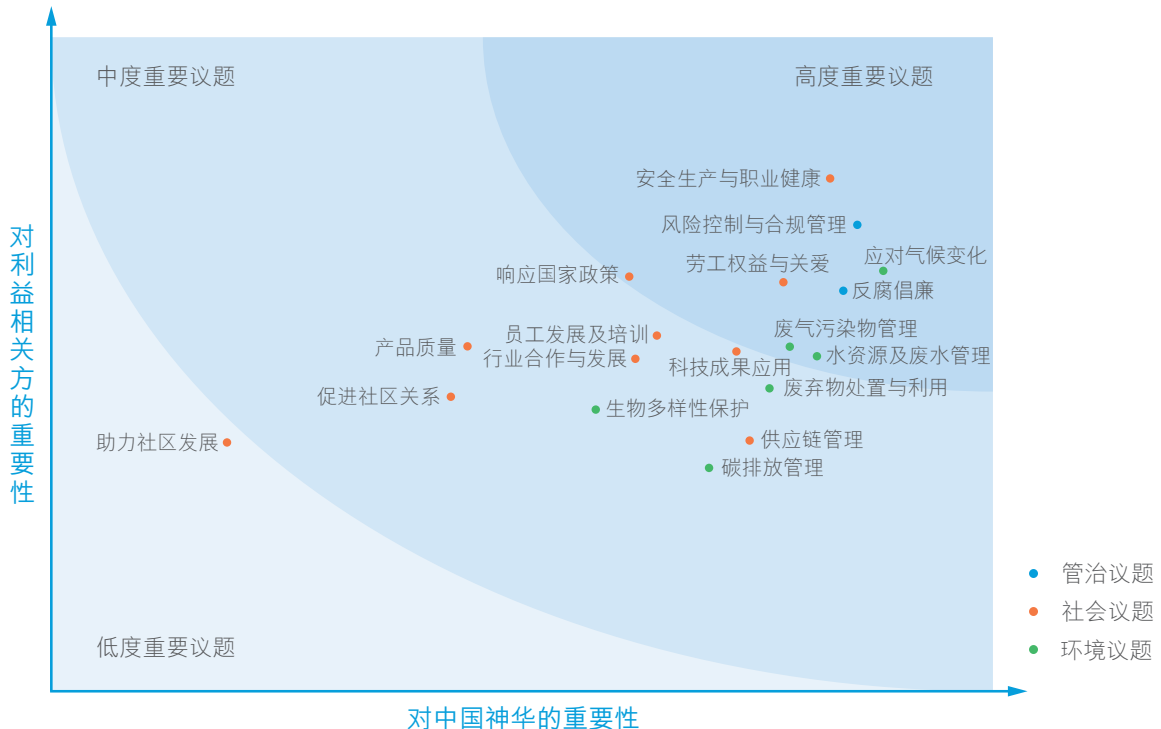 中度重要议题
高度重要议题
安全生产与职业健康
风险控制与合规管理
应对气候变化
劳工权益与关爱
响应国家政策
反腐倡廉
废气污染物管理
员工发展及培训
产品质量
行业合作与发展
水资源及废水管理
科技成果应用
废弃物处置与利用
促进社区关系
生物多样性保护
助力社区发展
供应链管理
碳排放管理
低度重要议题
对利益相关方的重要性
对中国神华的重要性
管治议题
社会议题
环境议题